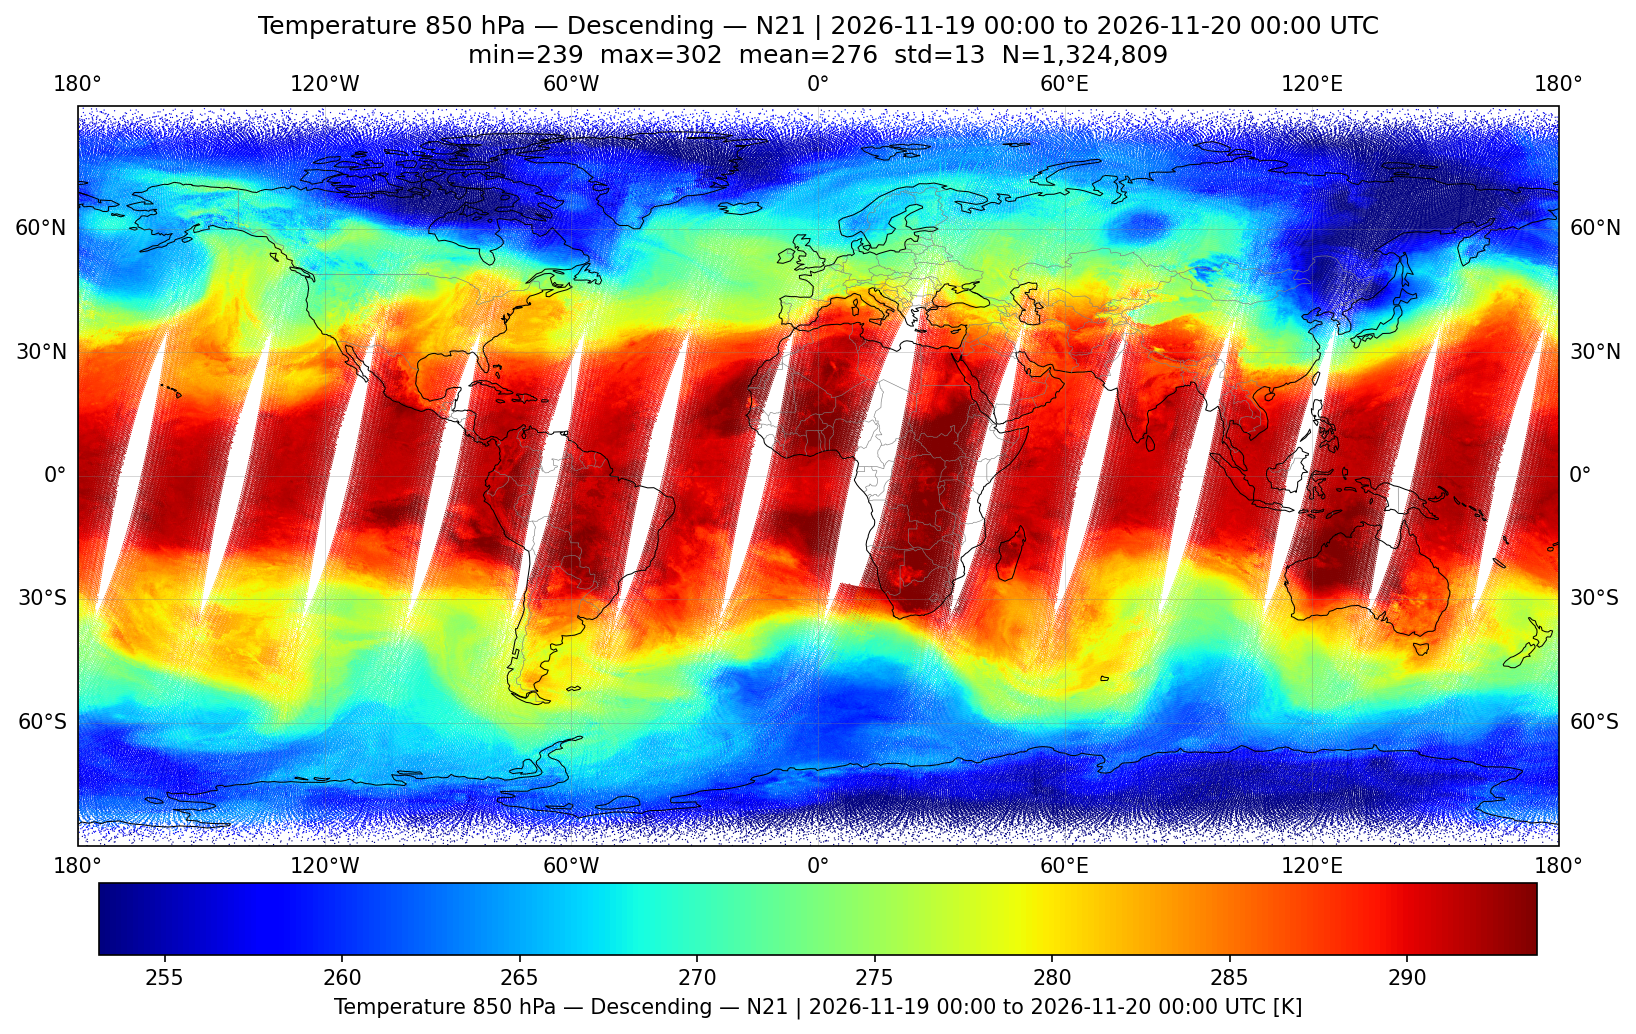 Temperature 850 hPa — Descending — N21 | 2026-11-19 00:00 to 2026-11-20 00:00 UTC
min=239  max=302  mean=276  std=13  N=1,324,809
180° 120°W 60°W 0° 60°E 120°E 180°
60°N 60°N
30°N 30°N
0° 0°
30°S 30°S
60°S 60°S
180° 120°W 60°W 0° 60°E 120°E 180°
255 260 265 270 275 280 285 290
Temperature 850 hPa — Descending — N21 | 2026-11-19 00:00 to 2026-11-20 00:00 UTC [K]